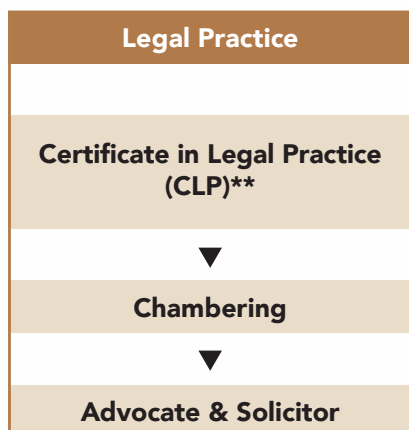 Legal Practice
Certificate in Legal Practice
(CLP)**
Chambering
Advocate & Solicitor